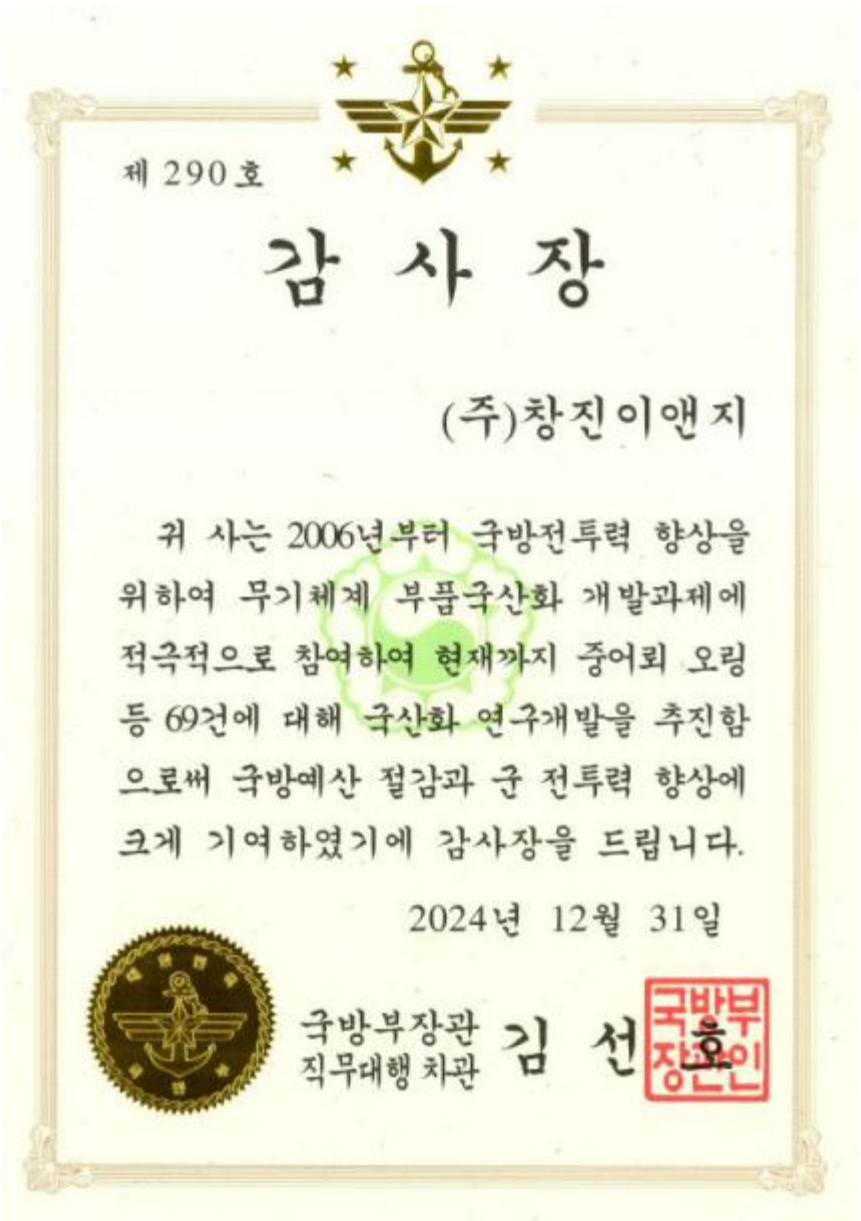 제 290 호
감 사 장
(주)창진이앤지
귀 사는 2006년부터 국방전투력 향상을
위하여 무기체계 부품국산화 개발과제에
적극적으로 참여하여 현재까지 중어뢰 오링
등 69건에 대해 국산화 연구개발을 추진함
으로써 국방예산 절감과 군 전투력 향상에
크게 기여하였기에 감사장을 드립니다.
2024년 12월 31일
국방부장관
직무대행 차관
김 선 호
국방부
장관인